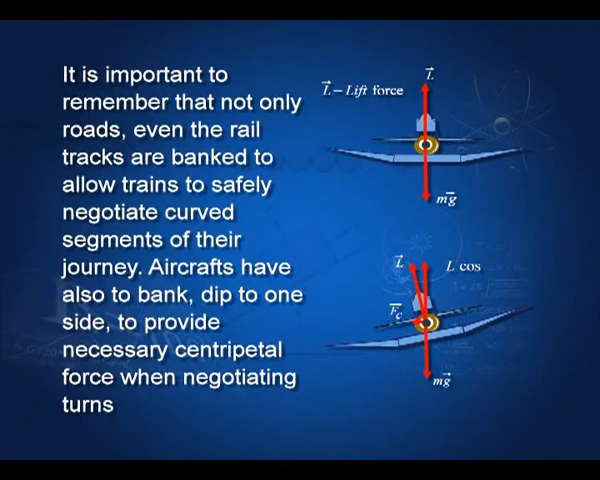 It is important to
remember that not only
roads, even the rail
tracks are banked to
allow trains to safely
negotiate curved
segments of their
journey. Aircrafts have
also to bank, dip to one
side, to provide
necessary centripetal
force when negotiating
turns
L⃗
L⃗ – Lift force
mg⃗
L⃗
L cos
F⃗c
mg⃗